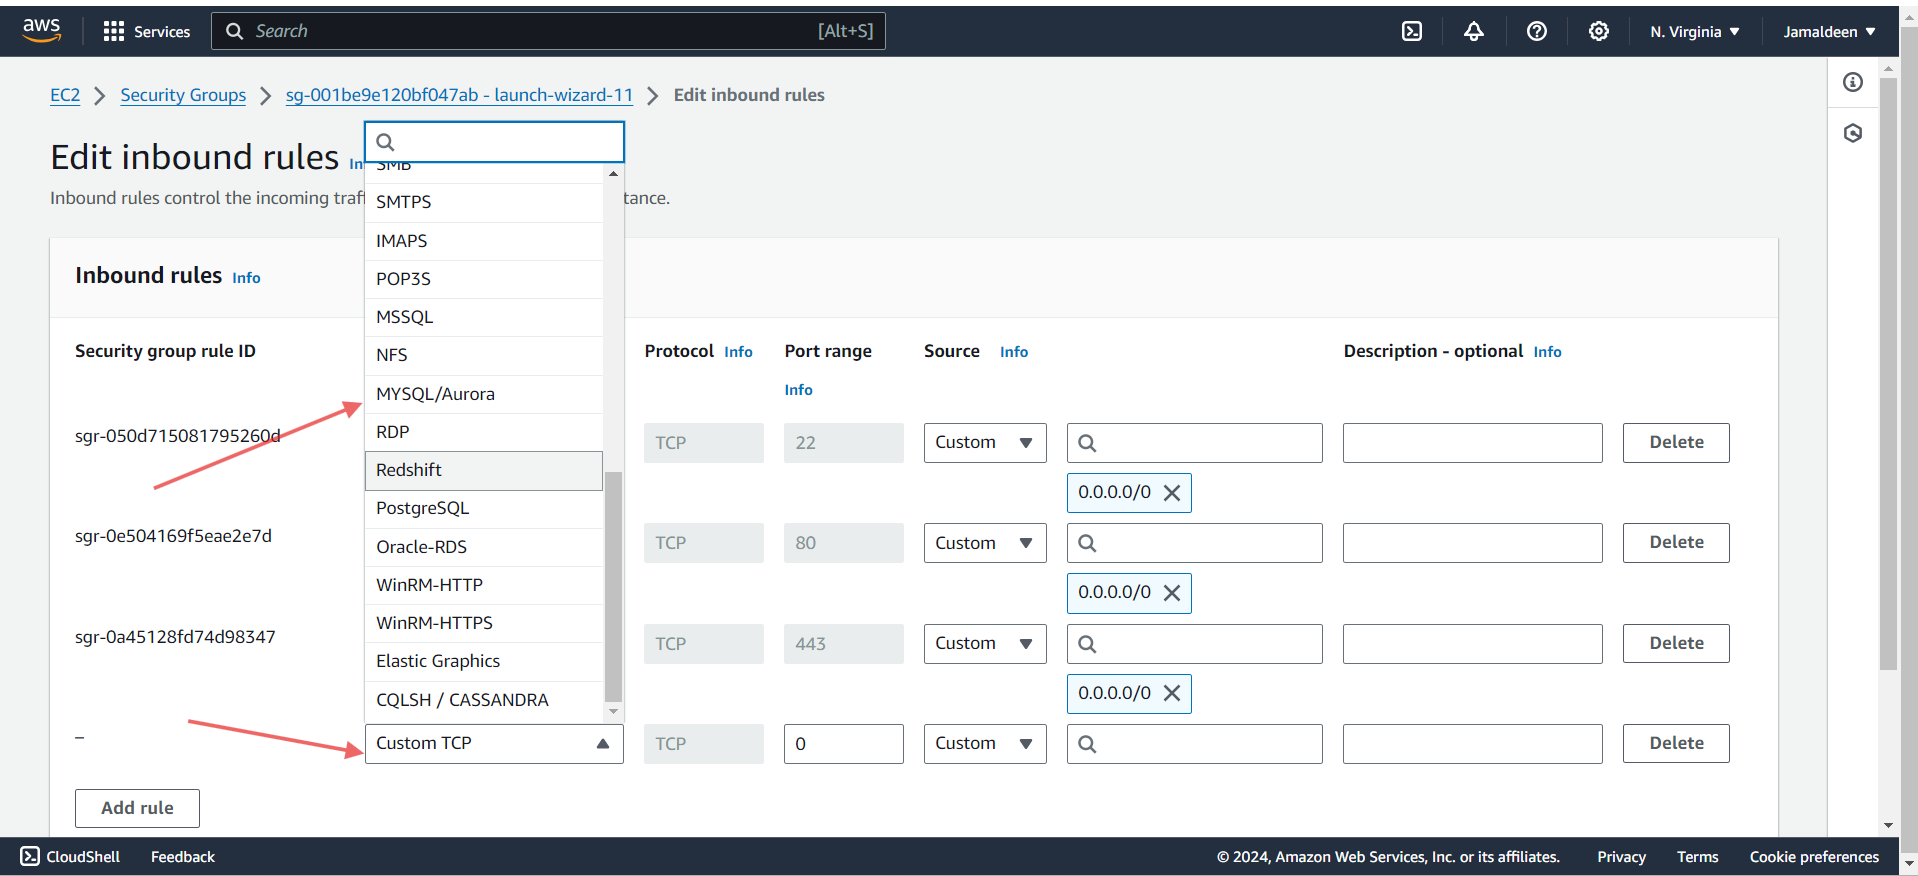 aws Services Search [Alt+S] N. Virginia Jamaldeen
EC2 Security Groups sg-001be9e120bf047ab - launch-wizard-11 Edit inbound rules
Edit inbound rules In
Inbound rules control the incoming traf tance.
SMB
SMTPS
IMAPS
POP3S
MSSQL
NFS
MYSQL/Aurora
RDP
Redshift
PostgreSQL
Oracle-RDS
WinRM-HTTP
WinRM-HTTPS
Elastic Graphics
CQLSH / CASSANDRA
Inbound rules Info
Security group rule ID Protocol Info Port range Source Info Description - optional Info
Info
sgr-050d715081795260d TCP 22 Custom Delete
0.0.0.0/0
sgr-0e504169f5eae2e7d TCP 80 Custom Delete
0.0.0.0/0
sgr-0a45128fd74d98347 TCP 443 Custom Delete
0.0.0.0/0
– Custom TCP TCP 0 Custom Delete
Add rule
CloudShell Feedback © 2024, Amazon Web Services, Inc. or its affiliates. Privacy Terms Cookie preferences